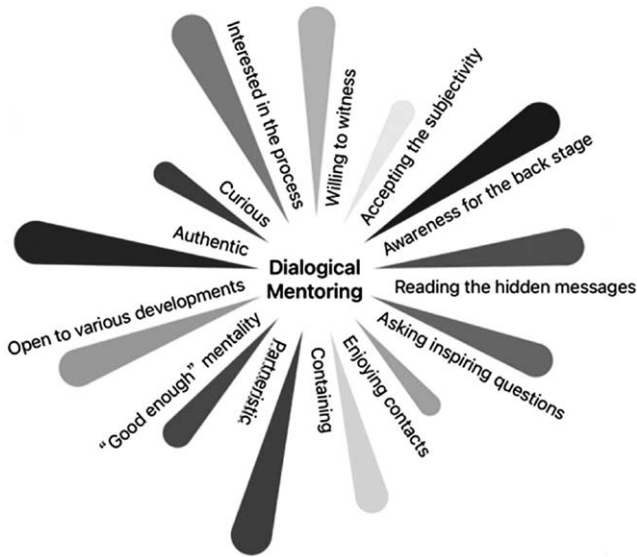 Interested in the process
Willing to witness
Accepting the subjectivity
Awareness for the back stage
Reading the hidden messages
Asking inspiring questions
Enjoying contacts
Containing
Partneristic
“Good enough” mentality
Open to various developments
Authentic
Curious
Dialogical
Mentoring